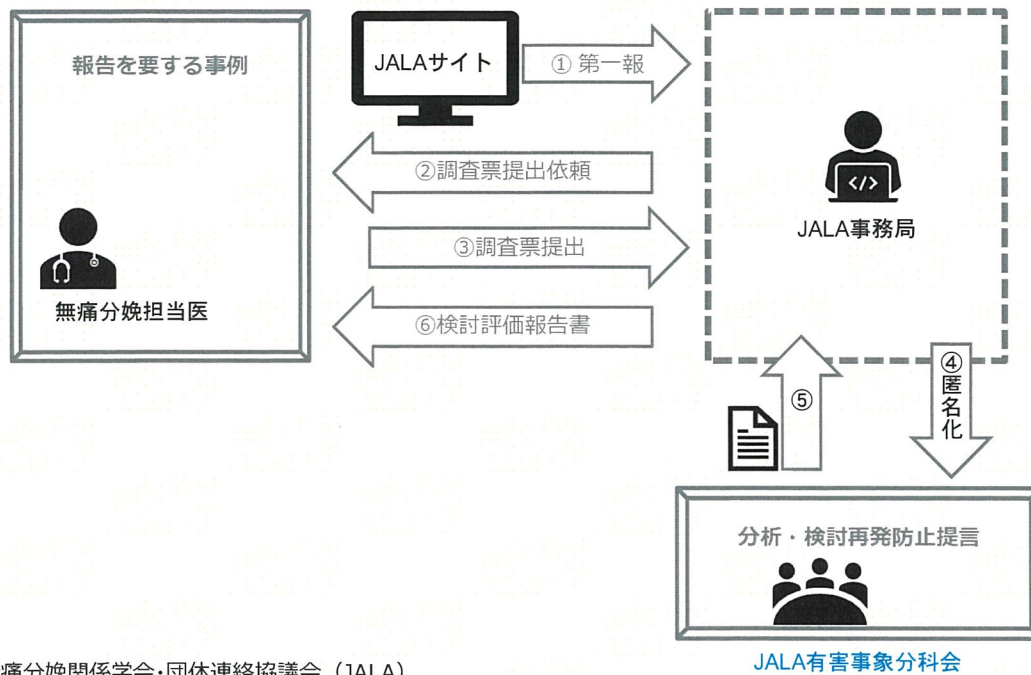 報告を要する事例
無痛分娩担当医
JALAサイト
① 第一報
②調査票提出依頼
③調査票提出
⑥検討評価報告書
</>
JALA事務局
④匿名化
⑤
分析・検討再発防止提言
JALA有害事象分科会
痛分娩関係学会・団体連絡協議会（JALA）